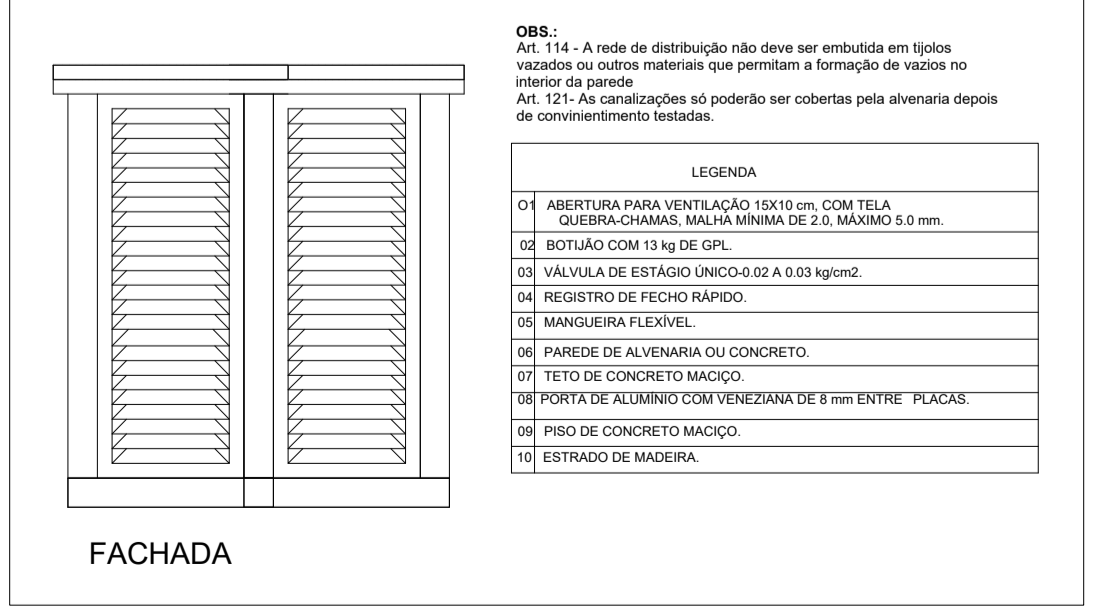 OBS.:
Art. 114 - A rede de distribuição não deve ser embutida em tijolos
vazados ou outros materiais que permitam a formação de vazios no
interior da parede
Art. 121- As canalizações só poderão ser cobertas pela alvenaria depois
de convinientimento testadas.
LEGENDA
O1 ABERTURA PARA VENTILAÇÃO 15X10 cm, COM TELA
QUEBRA-CHAMAS, MALHA MÍNIMA DE 2.0, MÁXIMO 5.0 mm.
02 BOTIJÃO COM 13 kg DE GPL.
03 VÁLVULA DE ESTÁGIO ÚNICO-0.02 A 0.03 kg/cm2.
04 REGISTRO DE FECHO RÁPIDO.
05 MANGUEIRA FLEXÍVEL.
06 PAREDE DE ALVENARIA OU CONCRETO.
07 TETO DE CONCRETO MACIÇO.
08 PORTA DE ALUMÍNIO COM VENEZIANA DE 8 mm ENTRE PLACAS.
09 PISO DE CONCRETO MACIÇO.
10 ESTRADO DE MADEIRA.
FACHADA